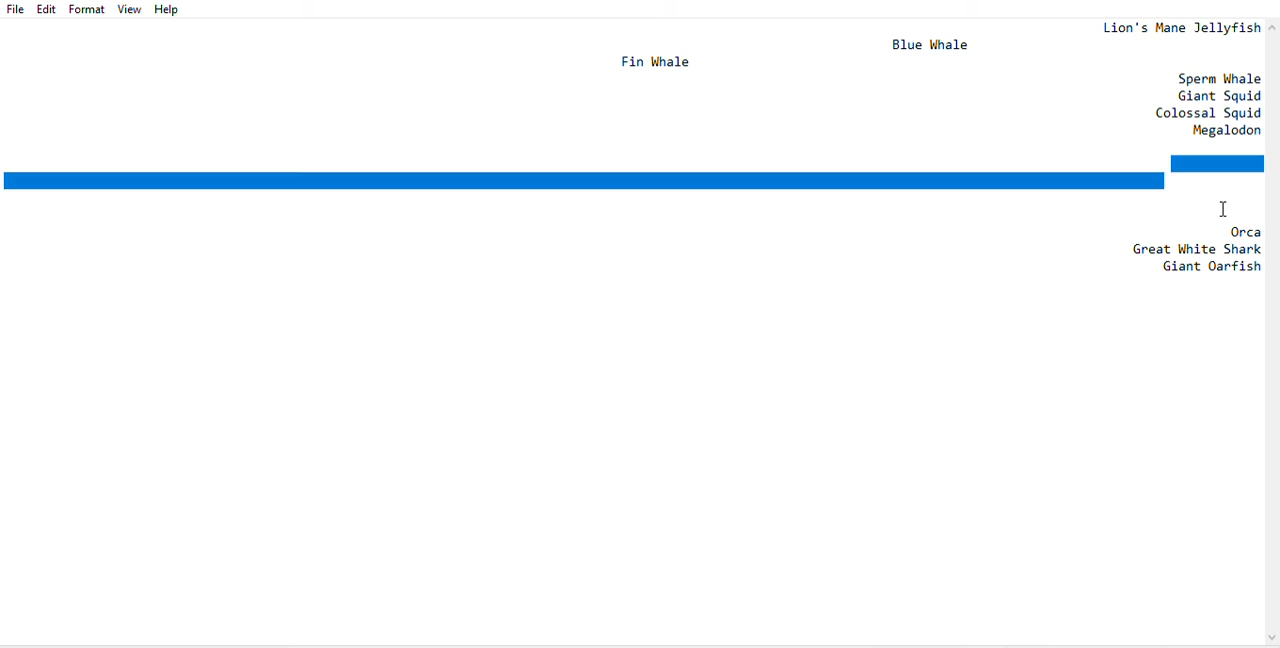 File Edit Format View Help
Lion's Mane Jellyfish
Blue Whale
Fin Whale
Sperm Whale
Giant Squid
Colossal Squid
Megalodon
Orca
Great White Shark
Giant Oarfish